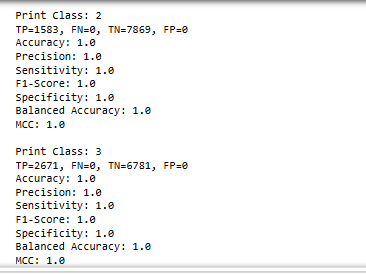 Print Class: 2
TP=1583, FN=0, TN=7869, FP=0
Accuracy: 1.0
Precision: 1.0
Sensitivity: 1.0
F1-Score: 1.0
Specificity: 1.0
Balanced Accuracy: 1.0
MCC: 1.0
Print Class: 3
TP=2671, FN=0, TN=6781, FP=0
Accuracy: 1.0
Precision: 1.0
Sensitivity: 1.0
F1-Score: 1.0
Specificity: 1.0
Balanced Accuracy: 1.0
MCC: 1.0